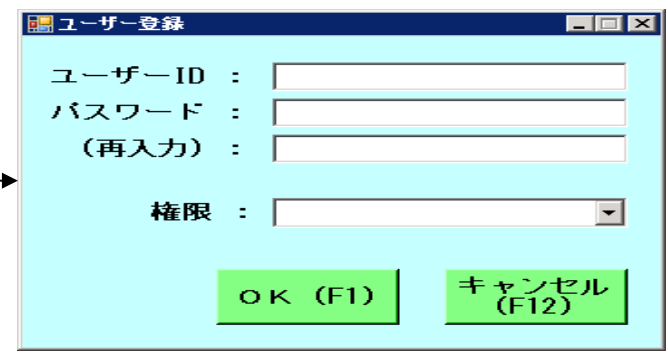 ユーザー登録
ユーザーID :
パスワード :
(再入力) :
権限 :
OK (F1)
キャンセル
(F12)